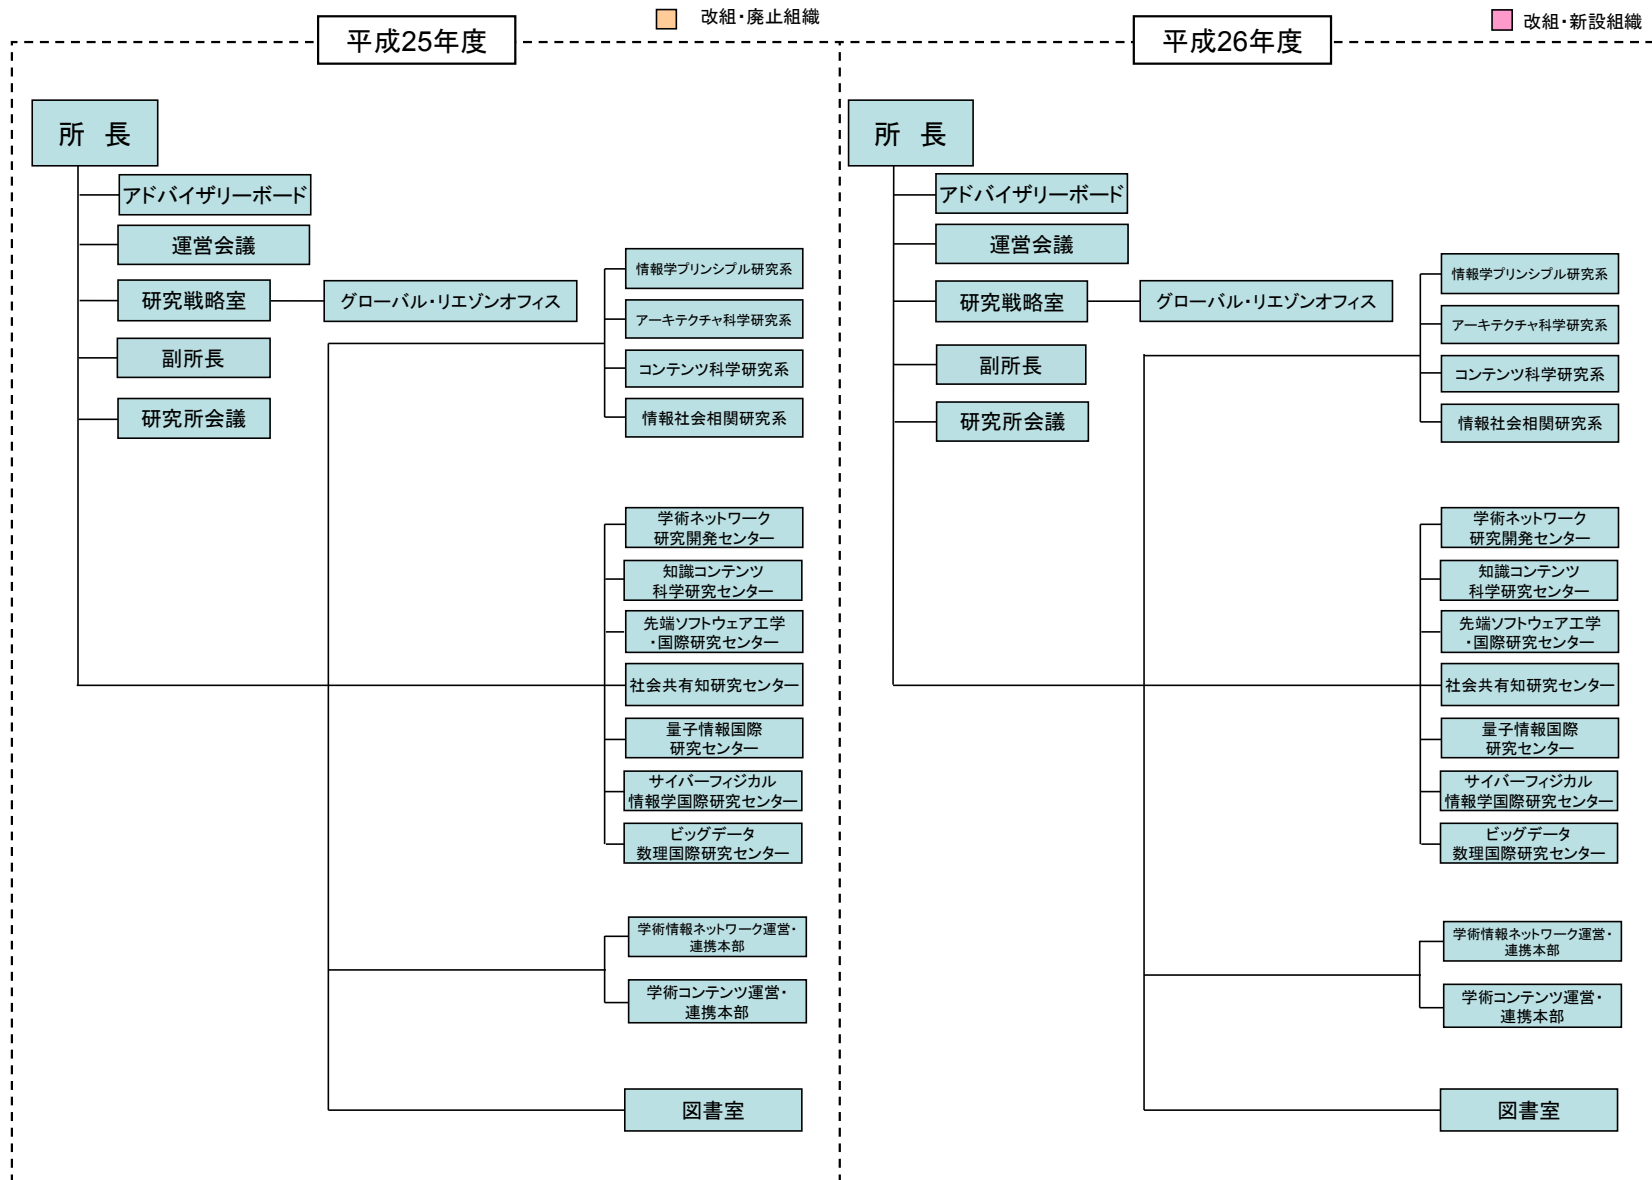 平成25年度
改組・廃止組織
所 長
アドバイザリーボード
運営会議
研究戦略室
グローバル・リエゾンオフィス
副所長
研究所会議
情報学プリンシプル研究系
アーキテクチャ科学研究系
コンテンツ科学研究系
情報社会相関研究系
学術ネットワーク
研究開発センター
知識コンテンツ
科学研究センター
先端ソフトウェア工学
・国際研究センター
社会共有知研究センター
量子情報国際
研究センター
サイバーフィジカル
情報学国際研究センター
ビッグデータ
数理国際研究センター
学術情報ネットワーク運営・
連携本部
学術コンテンツ運営・
連携本部
図書室
平成26年度
改組・新設組織
所 長
アドバイザリーボード
運営会議
研究戦略室
グローバル・リエゾンオフィス
副所長
研究所会議
情報学プリンシプル研究系
アーキテクチャ科学研究系
コンテンツ科学研究系
情報社会相関研究系
学術ネットワーク
研究開発センター
知識コンテンツ
科学研究センター
先端ソフトウェア工学
・国際研究センター
社会共有知研究センター
量子情報国際
研究センター
サイバーフィジカル
情報学国際研究センター
ビッグデータ
数理国際研究センター
学術情報ネットワーク運営・
連携本部
学術コンテンツ運営・
連携本部
図書室